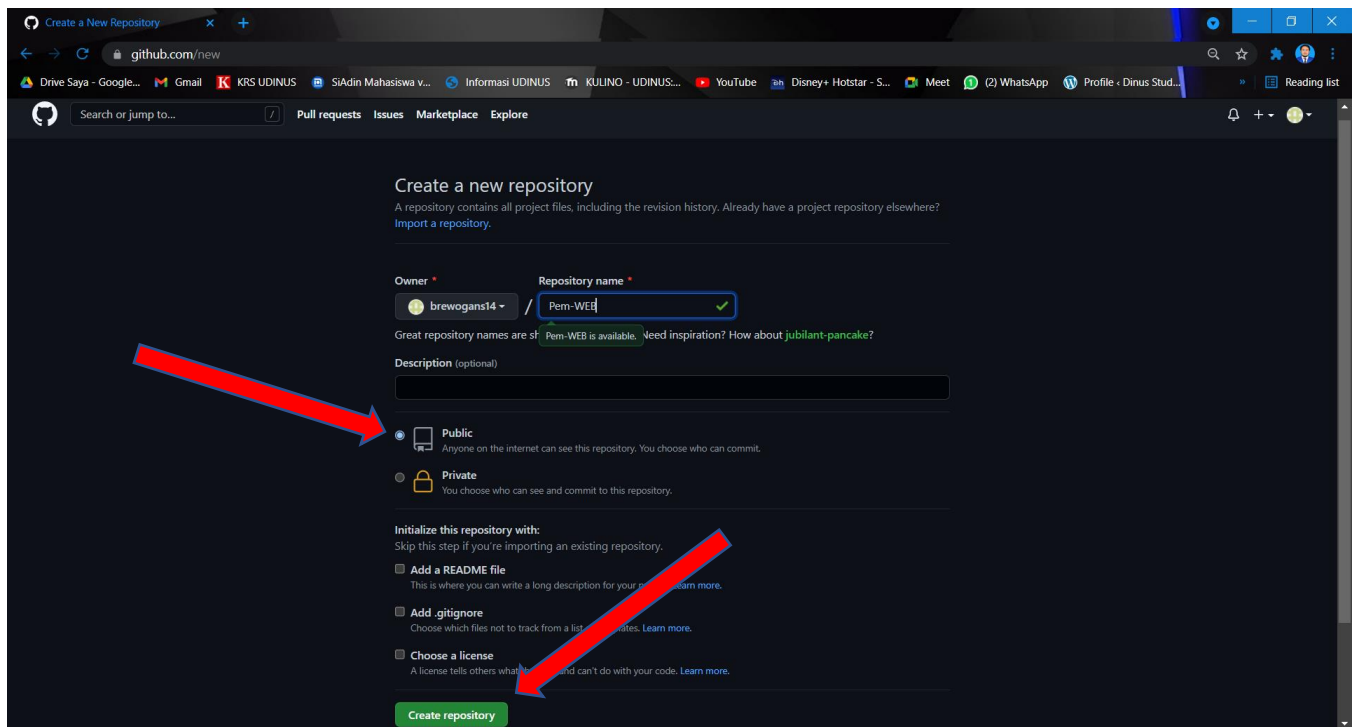 Create a New Repository
github.com/new
Drive Saya - Google... Gmail KRS UDINUS SiAdin Mahasiswa v... Informasi UDINUS KULINO - UDINUS:... YouTube Disney+ Hotstar - S... Meet (2) WhatsApp Profile ‹ Dinus Stud... » Reading list
Search or jump to... / Pull requests Issues Marketplace Explore
Create a new repository
A repository contains all project files, including the revision history. Already have a project repository elsewhere?
Import a repository.
Owner * Repository name *
brewogans14 / Pem-WEB
Great repository names are Need inspiration? How about jubilant-pancake?
Pem-WEB is available.
Description (optional)
Public
Anyone on the internet can see this repository. You choose who can commit.
Private
You choose who can see and commit to this repository.
Initialize this repository with:
Skip this step if you're importing an existing repository.
Add a README file
This is where you can write a long description for your Learn more.
Add .gitignore
Choose which files not to track from a list Learn more.
Choose a license
A license tells others and can't do with your code. Learn more.
Create repository